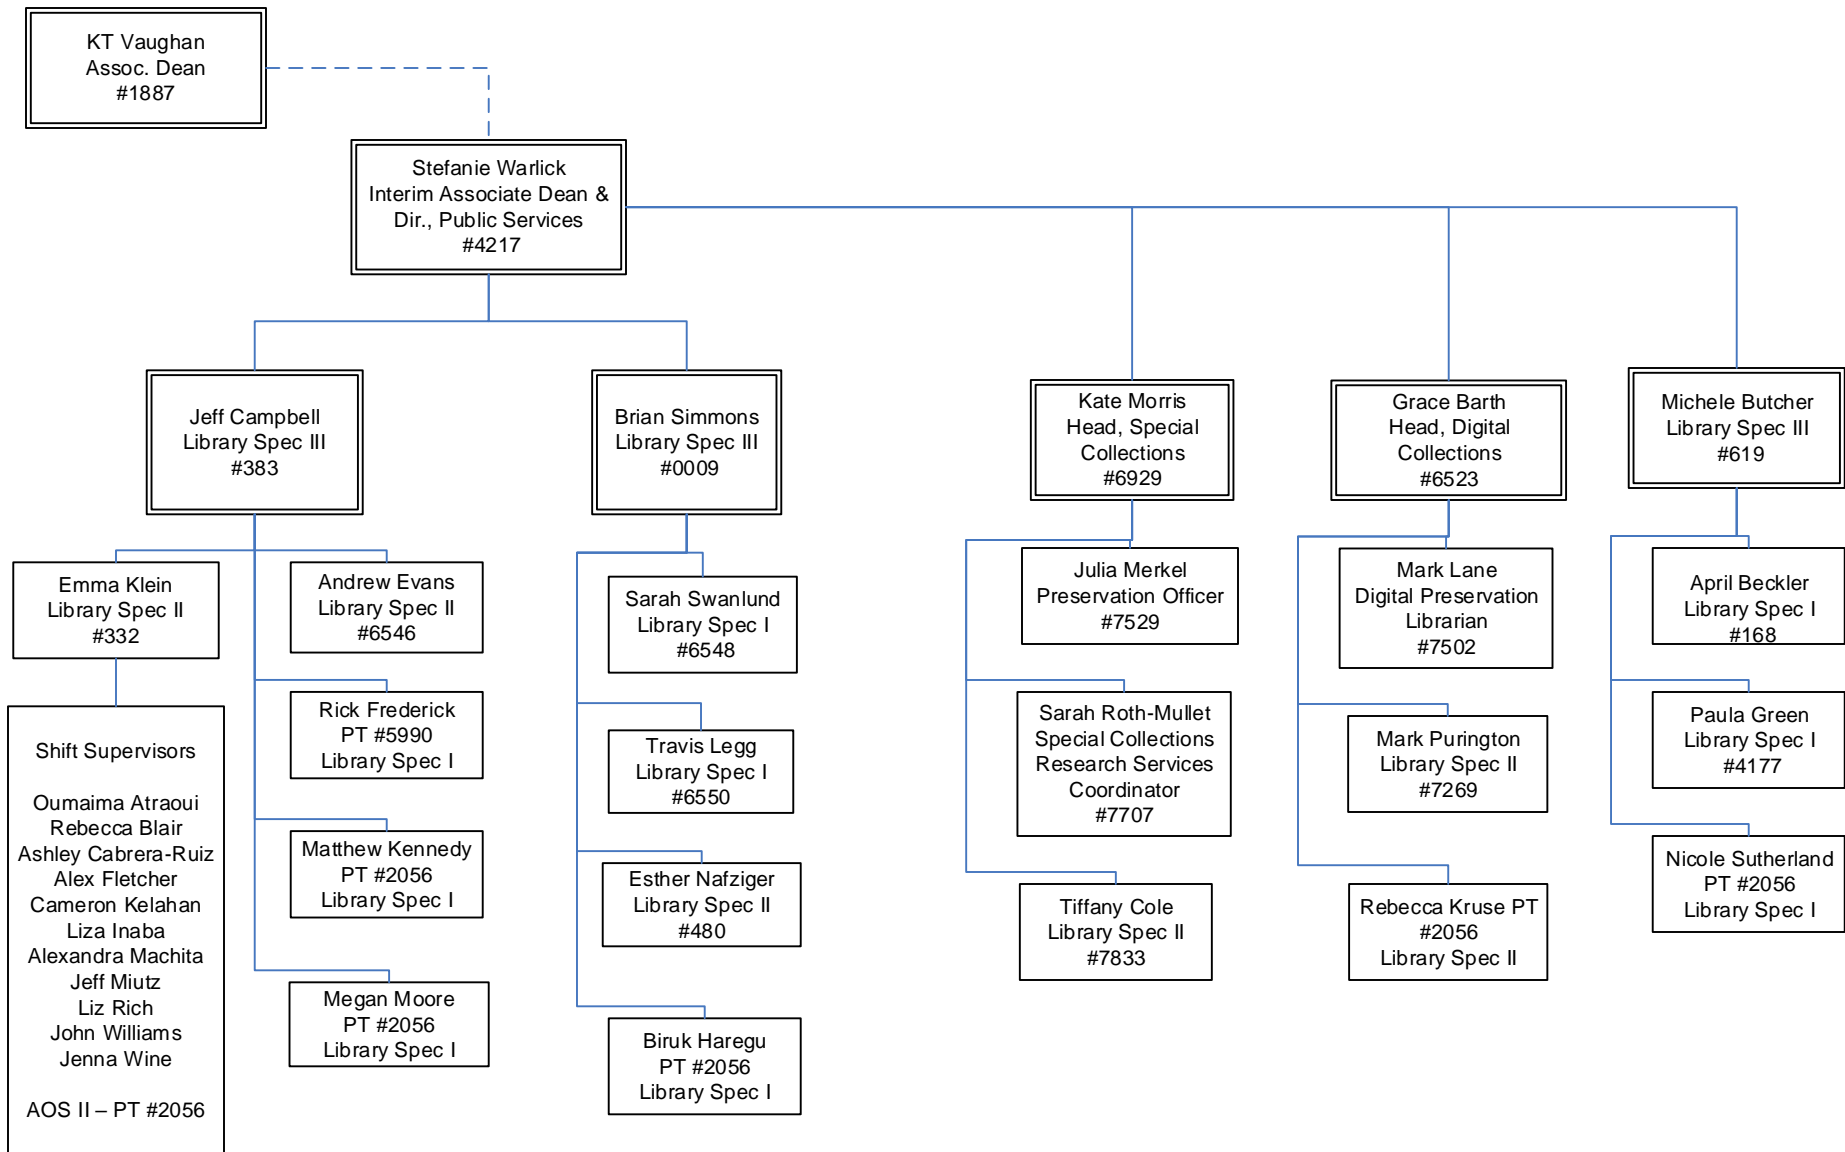 KT Vaughan
Assoc. Dean
#1887
Stefanie Warlick
Interim Associate Dean &
Dir., Public Services
#4217
Jeff Campbell
Library Spec III
#383
Brian Simmons
Library Spec III
#0009
Kate Morris
Head, Special
Collections
#6929
Grace Barth
Head, Digital
Collections
#6523
Michele Butcher
Library Spec III
#619
Emma Klein
Library Spec II
#332
Shift Supervisors
Oumaima Atraoui
Rebecca Blair
Ashley Cabrera-Ruiz
Alex Fletcher
Cameron Kelahan
Liza Inaba
Alexandra Machita
Jeff Miutz
Liz Rich
John Williams
Jenna Wine
AOS II – PT #2056
Andrew Evans
Library Spec II
#6546
Rick Frederick
PT #5990
Library Spec I
Matthew Kennedy
PT #2056
Library Spec I
Megan Moore
PT #2056
Library Spec I
Sarah Swanlund
Library Spec I
#6548
Travis Legg
Library Spec I
#6550
Esther Nafziger
Library Spec II
#480
Biruk Haregu
PT #2056
Library Spec I
Julia Merkel
Preservation Officer
#7529
Sarah Roth-Mullet
Special Collections
Research Services
Coordinator
#7707
Tiffany Cole
Library Spec II
#7833
Mark Lane
Digital Preservation
Librarian
#7502
Mark Purington
Library Spec II
#7269
Rebecca Kruse PT
#2056
Library Spec II
April Beckler
Library Spec I
#168
Paula Green
Library Spec I
#4177
Nicole Sutherland
PT #2056
Library Spec I